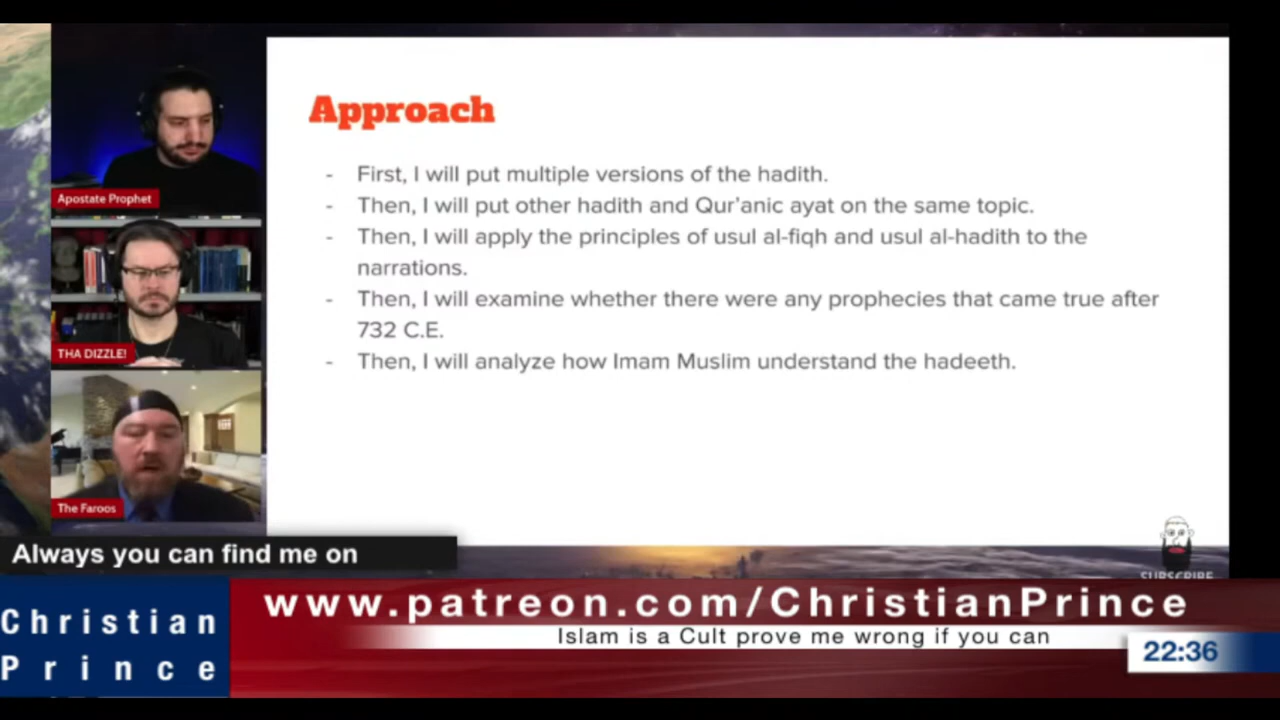 Approach
- First, I will put multiple versions of the hadith.
- Then, I will put other hadith and Qur'anic ayat on the same topic.
- Then, I will apply the principles of usul al-fiqh and usul al-hadith to the
narrations.
- Then, I will examine whether there were any prophecies that came true after
732 C.E.
- Then, I will analyze how Imam Muslim understand the hadeeth.
Apostate Prophet
THA DIZZLE!
The Faroos
SUBSCRIBE
Always you can find me on
www.patreon.com/ChristianPrince
Christian
Prince
Islam is a Cult prove me wrong if you can
22:36